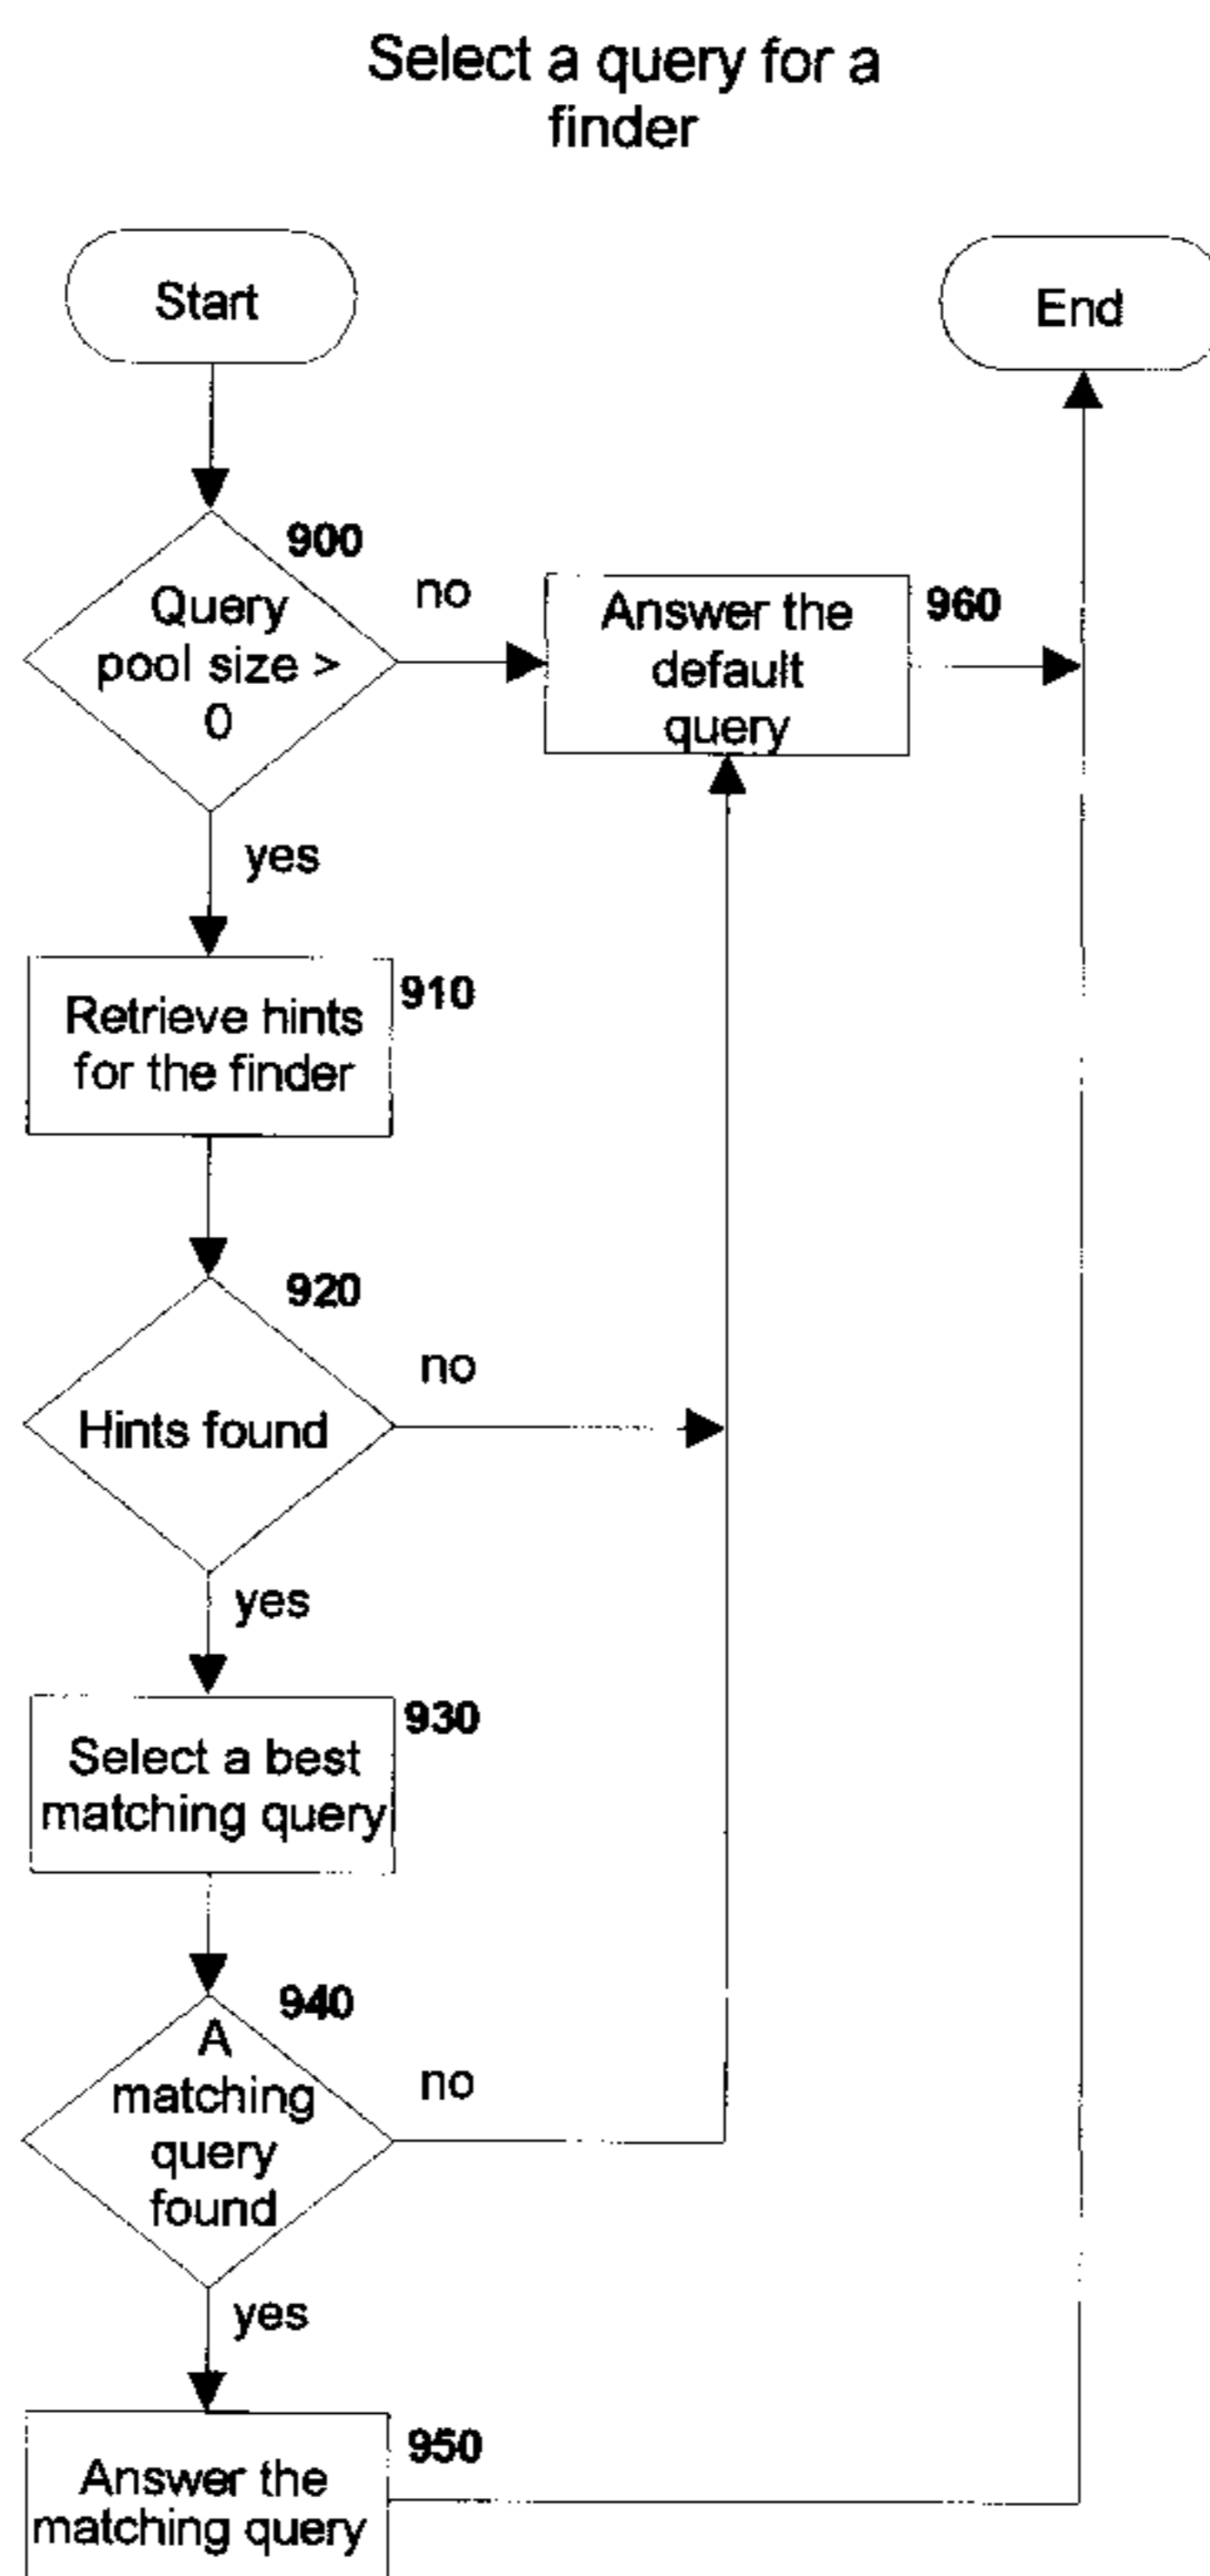 Select a query for a
finder
Start
End
900
Query
pool size >
0
no
Answer the
default
query
960
yes
Retrieve hints
for the finder
910
920
Hints found
no
yes
Select a best
matching query
930
940
A
matching
query
found
no
yes
Answer the
matching query
950